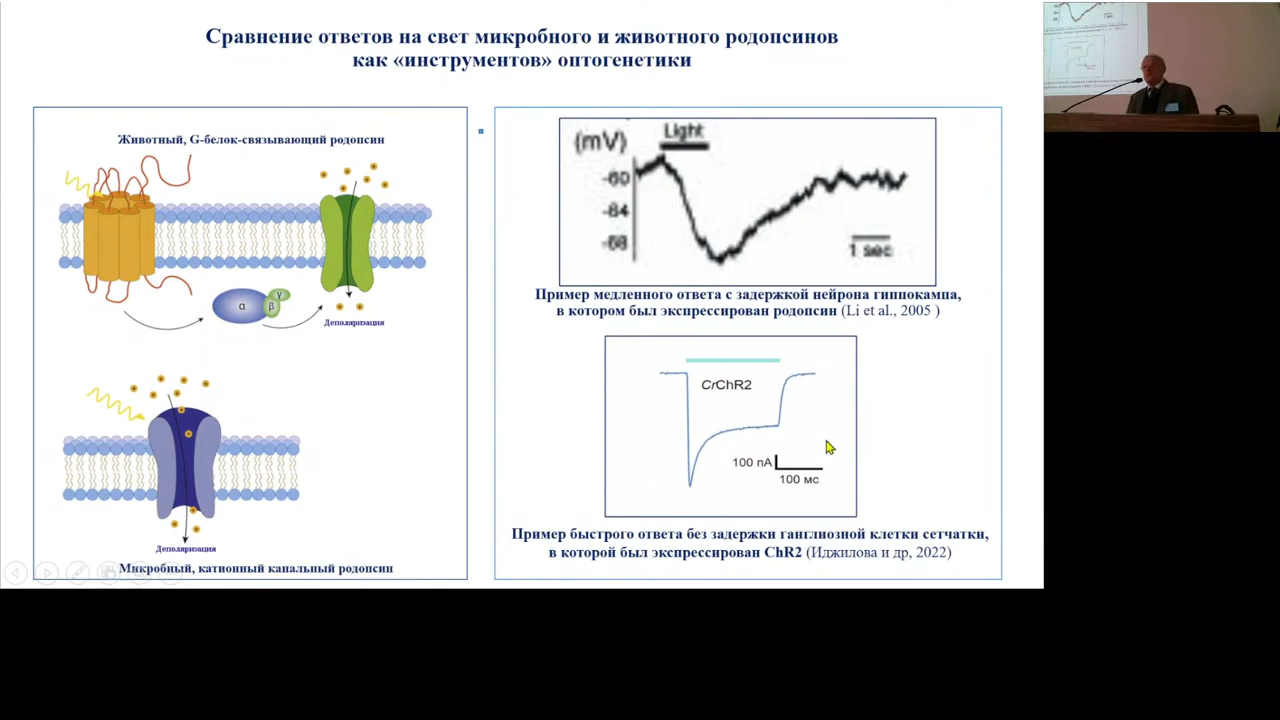 Сравнение ответов на свет микробного и животного родопсинов
как «инструментов» оптогенетики
Животный, G-белок-связывающий родопсин
α
β
γ
Деполяризация
Деполяризация
Микробный, катионный канальный родопсин
(mV)
Light
-60
-64
-68
1 sec
Пример медленного ответа с задержкой нейрона гиппокампа,
в котором был экспрессирован родопсин (Li et al., 2005 )
CrChR2
100 пА
100 мс
Пример быстрого ответа без задержки ганглиозной клетки сетчатки,
в которой был экспрессирован ChR2 (Иджилова и др, 2022)